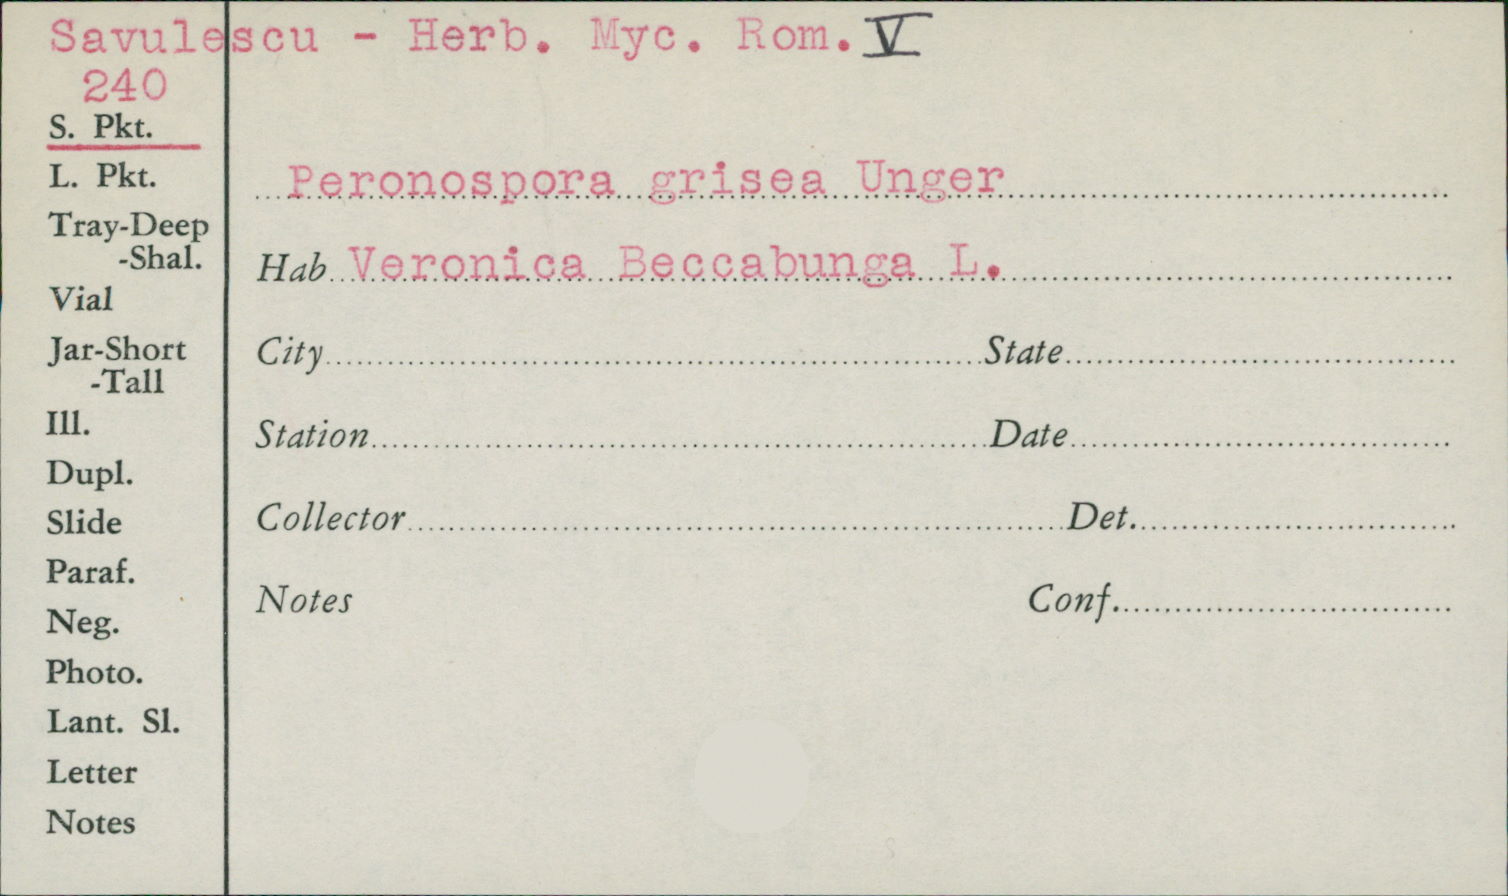 Savulescu - Herb. Myc. Rom. V
240
S. Pkt.
L. Pkt.
Tray-Deep
-Shal.
Vial
Jar-Short
-Tall
Ill.
Dupl.
Slide
Paraf.
Neg.
Photo.
Lant. Sl.
Letter
Notes
Peronospora grisea Unger
Hab Veronica Beccabunga L.
City State
Station Date
Collector Det.
Notes Conf.